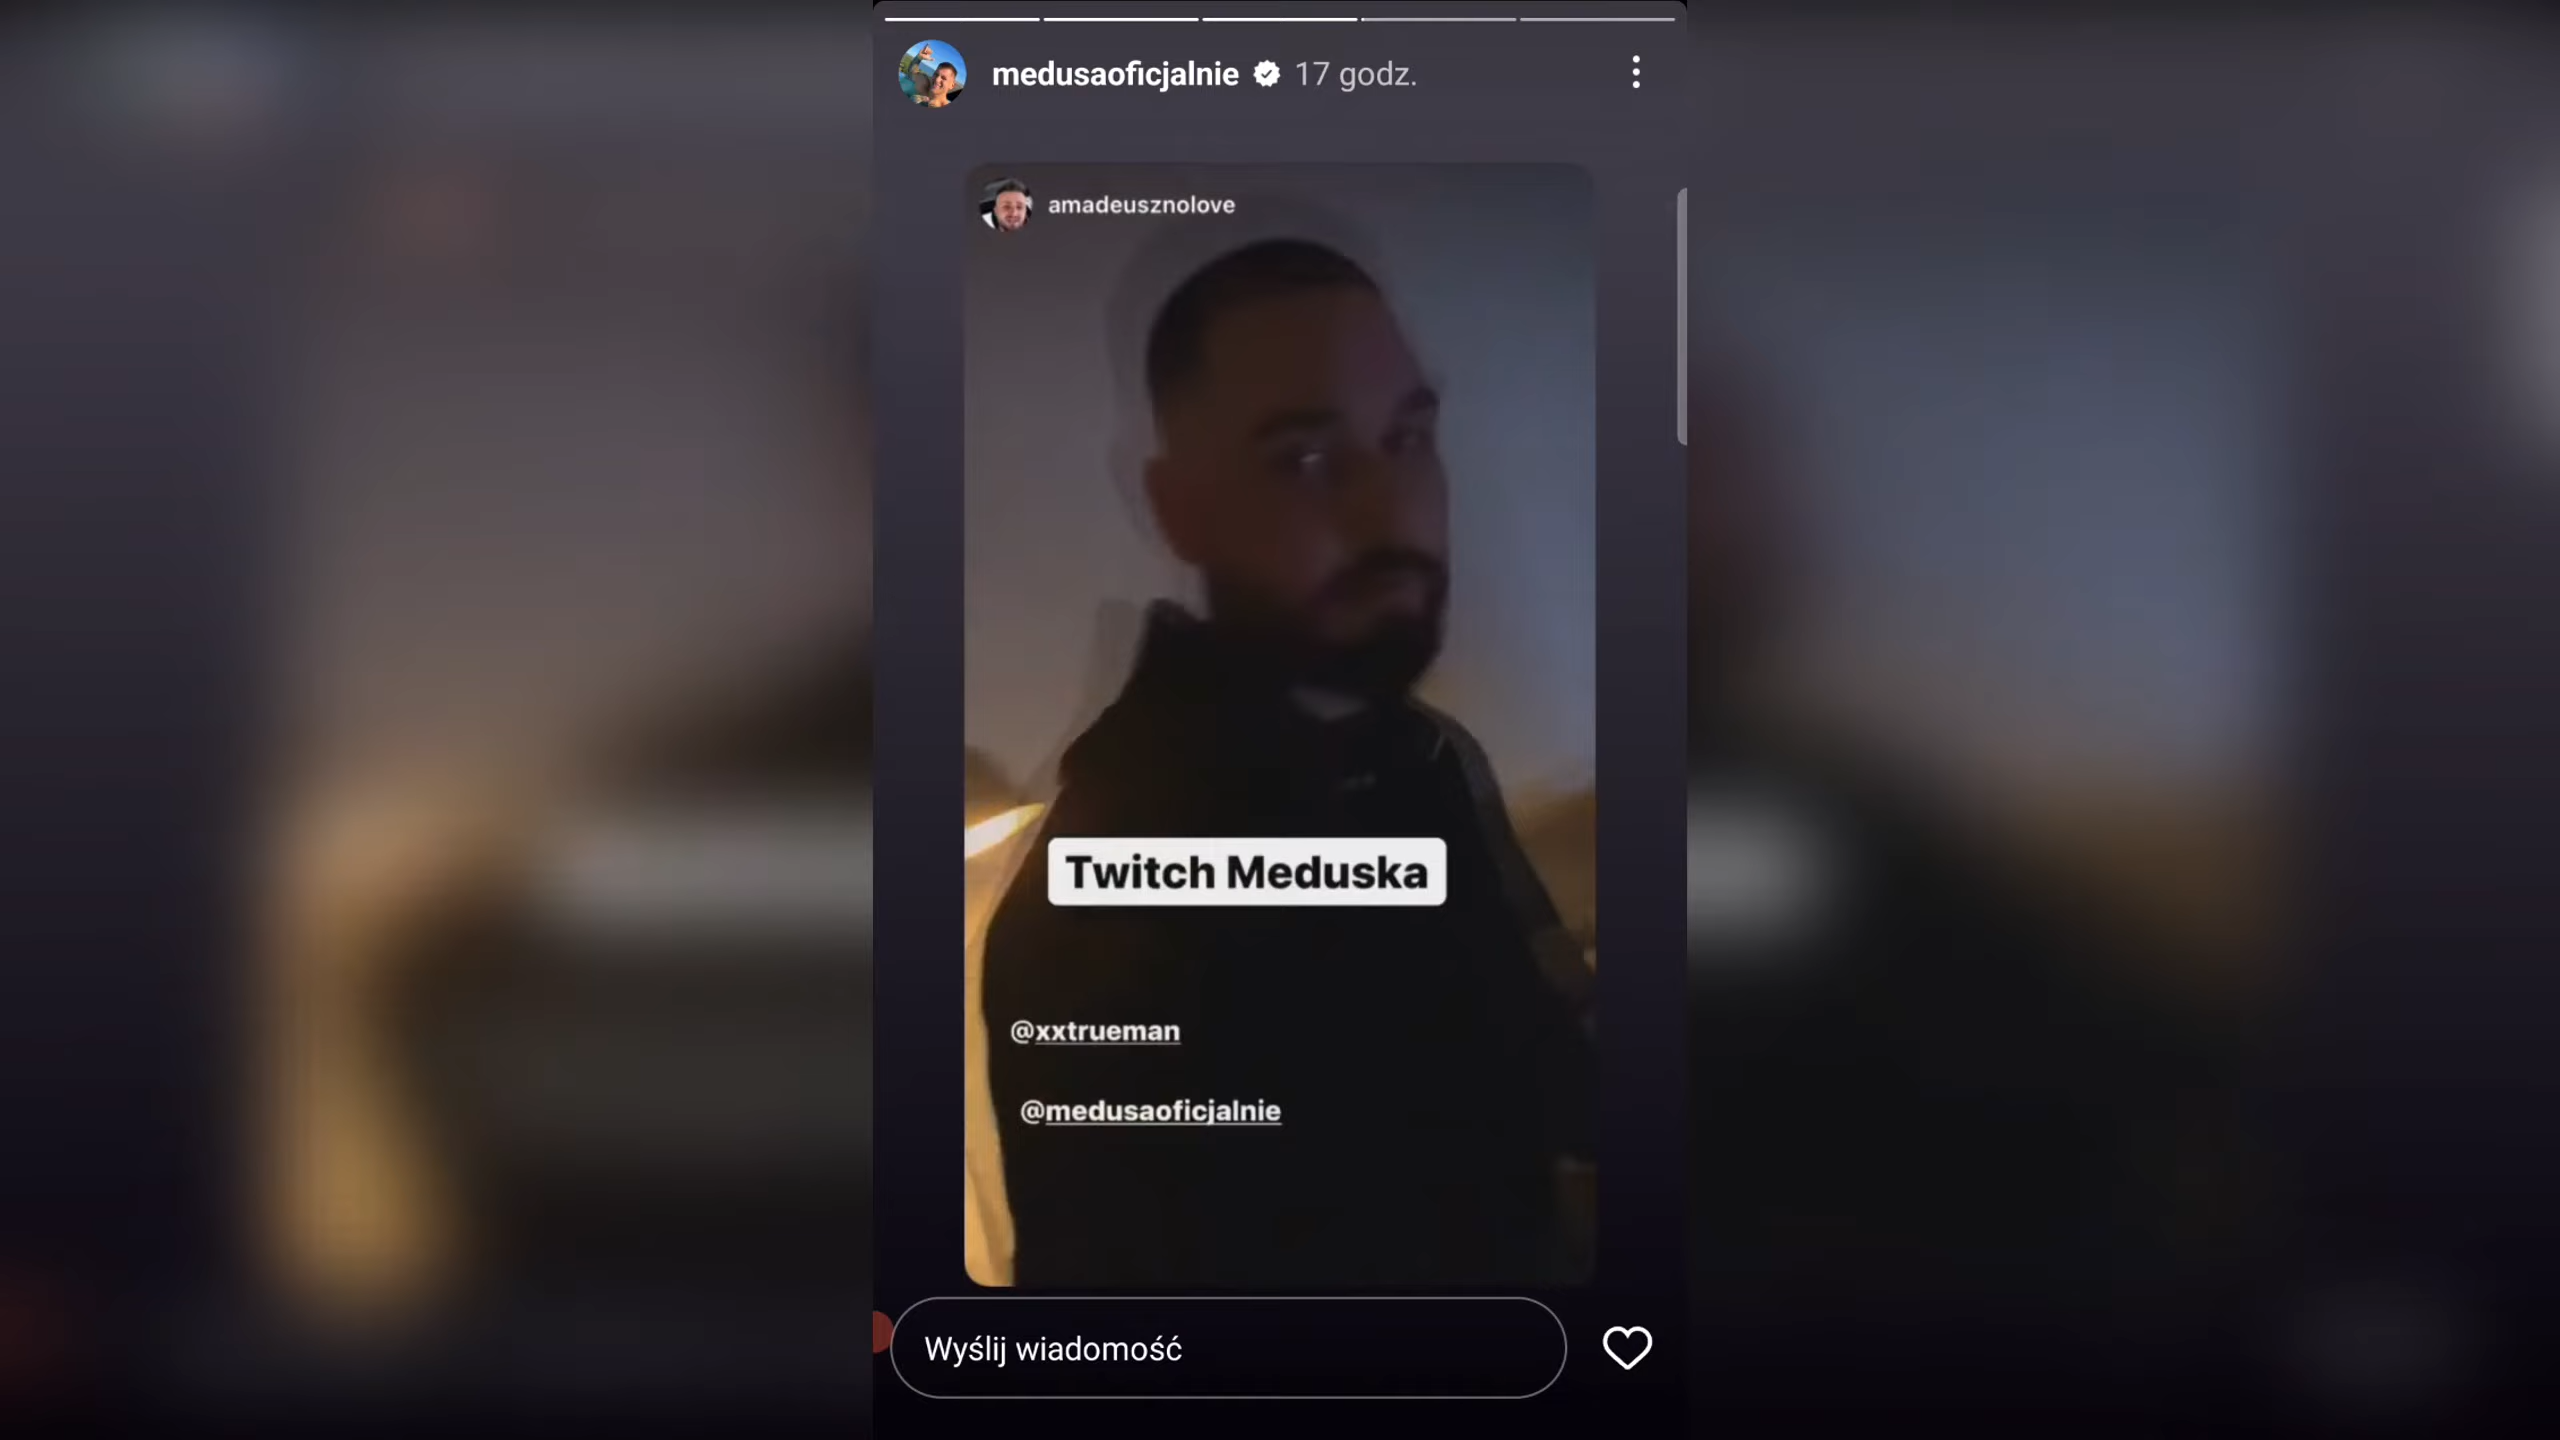 medusaoficjalnie 17 godz.
amadeusznolove
Twitch Meduska
@xxtrueman
@medusaoficjalnie
Wyślij wiadomość